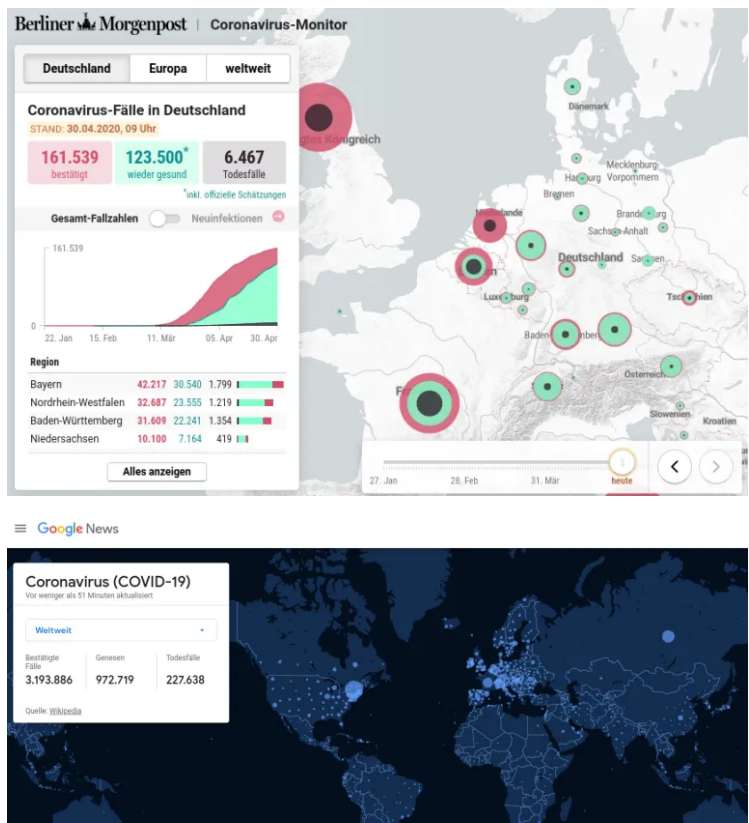 Berliner Morgenpost | Coronavirus-Monitor
Deutschland Europa weltweit
Coronavirus-Fälle in Deutschland
STAND: 30.04.2020, 09 Uhr
161.539 123.500* 6.467
bestätigt wieder gesund Todesfälle
*inkl. offizielle Schätzungen
Gesamt-Fallzahlen Neuinfektionen
161.539
0
22. Jan 15. Feb 11. Mär 05. Apr 30. Apr
Region
Bayern 42.217 30.540 1.799
Nordrhein-Westfalen 32.687 23.555 1.219
Baden-Württemberg 31.609 22.241 1.354
Niedersachsen 10.100 7.164 419
Alles anzeigen
Dänemark
Königreich
Mecklenburg-
Vorpommern
Hamburg
Bremen
Brandenburg
Sachsen-Anhalt
Deutschland
Österreich
Slowenien
Kroatien
27. Jan 28. Feb 31. Mär heute
Google News
Coronavirus (COVID-19)
Vor weniger als 51 Minuten aktualisiert
Weltweit
Bestätigte
Fälle
Genesen Todesfälle
3.193.886 972.719 227.638
Quelle: Wikipedia